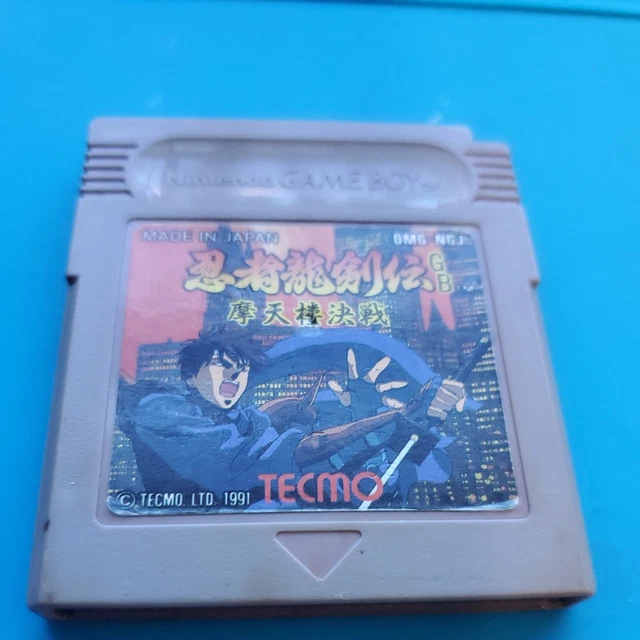 Nintendo GAME BOY
MADE IN JAPAN
DMG-NGJ
忍者龍剣伝GB
摩天楼決戦
TECMO
© TECMO, LTD. 1991